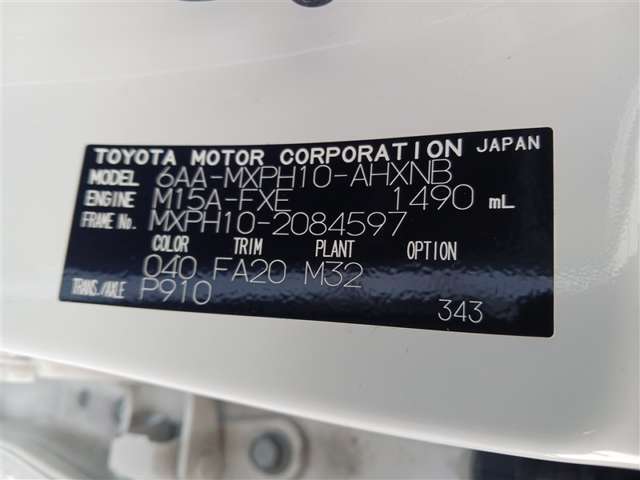 TOYOTA MOTOR CORPORATION JAPAN
MODEL 6AA-MXPH10-AHXNB
ENGINE M15A-FXE 1490 mL
FRAME No. MXPH10-2084597
COLOR TRIM PLANT OPTION
040 FA20 M32
TRANS./AXLE P910
343